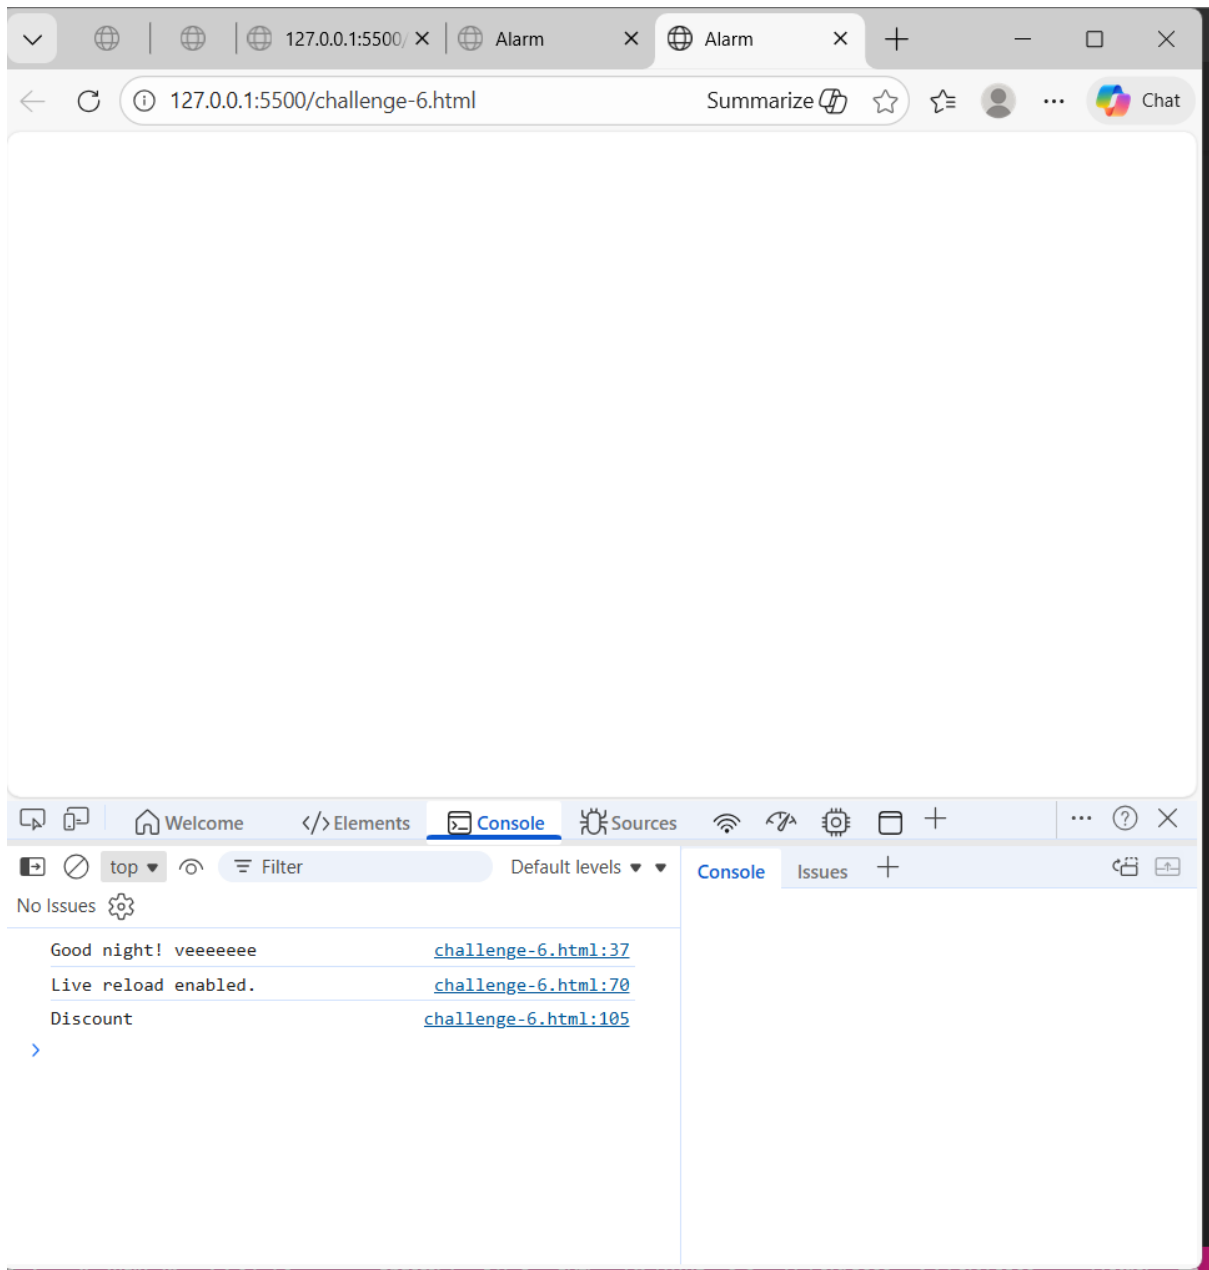 127.0.0.1:5500/
Alarm
Alarm
127.0.0.1:5500/challenge-6.html
Summarize
Chat
Welcome
Elements
Console
Sources
top
Filter
Default levels
Console
Issues
No Issues
Good night! veeeeeee challenge-6.html:37
Live reload enabled. challenge-6.html:70
Discount challenge-6.html:105